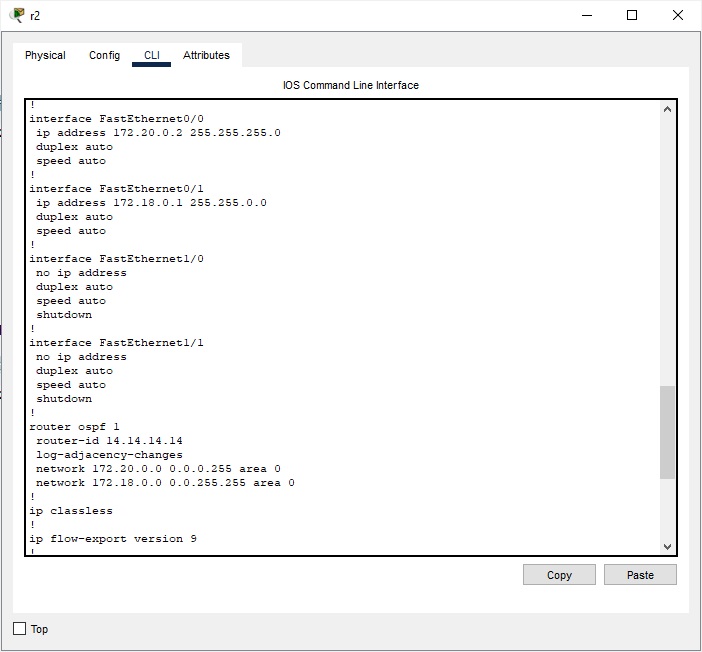 r2
Physical Config CLI Attributes
IOS Command Line Interface
!
interface FastEthernet0/0
 ip address 172.20.0.2 255.255.255.0
 duplex auto
 speed auto
!
interface FastEthernet0/1
 ip address 172.18.0.1 255.255.0.0
 duplex auto
 speed auto
!
interface FastEthernet1/0
 no ip address
 duplex auto
 speed auto
 shutdown
!
interface FastEthernet1/1
 no ip address
 duplex auto
 speed auto
 shutdown
!
router ospf 1
 router-id 14.14.14.14
 log-adjacency-changes
 network 172.20.0.0 0.0.0.255 area 0
 network 172.18.0.0 0.0.255.255 area 0
!
ip classless
!
ip flow-export version 9
!
Copy Paste
Top